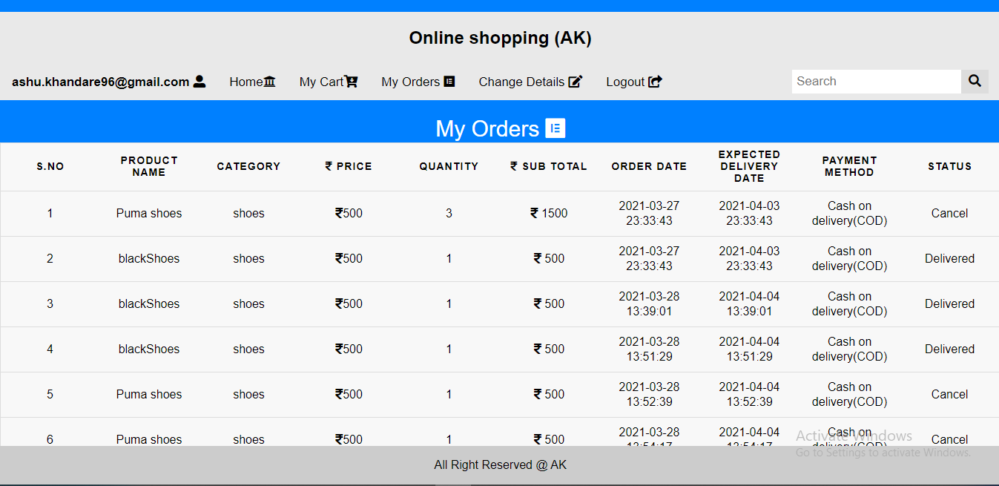 Online shopping (AK)
ashu.khandare96@gmail.com Home My Cart My Orders Change Details Logout Search
My Orders
S.NO PRODUCT NAME CATEGORY ₹ PRICE QUANTITY ₹ SUB TOTAL ORDER DATE EXPECTED DELIVERY DATE PAYMENT METHOD STATUS
1 Puma shoes shoes ₹500 3 ₹ 1500 2021-03-27 23:33:43 2021-04-03 23:33:43 Cash on delivery(COD) Cancel
2 blackShoes shoes ₹500 1 ₹ 500 2021-03-27 23:33:43 2021-04-03 23:33:43 Cash on delivery(COD) Delivered
3 blackShoes shoes ₹500 1 ₹ 500 2021-03-28 13:39:01 2021-04-04 13:39:01 Cash on delivery(COD) Delivered
4 blackShoes shoes ₹500 1 ₹ 500 2021-03-28 13:51:29 2021-04-04 13:51:29 Cash on delivery(COD) Delivered
5 Puma shoes shoes ₹500 1 ₹ 500 2021-03-28 13:52:39 2021-04-04 13:52:39 Cash on delivery(COD) Cancel
6 Puma shoes shoes ₹500 1 ₹ 500 2021-03-28 2021-04-04 Cash on Cancel
Activate Windows
Go to Settings to activate Windows.
All Right Reserved @ AK